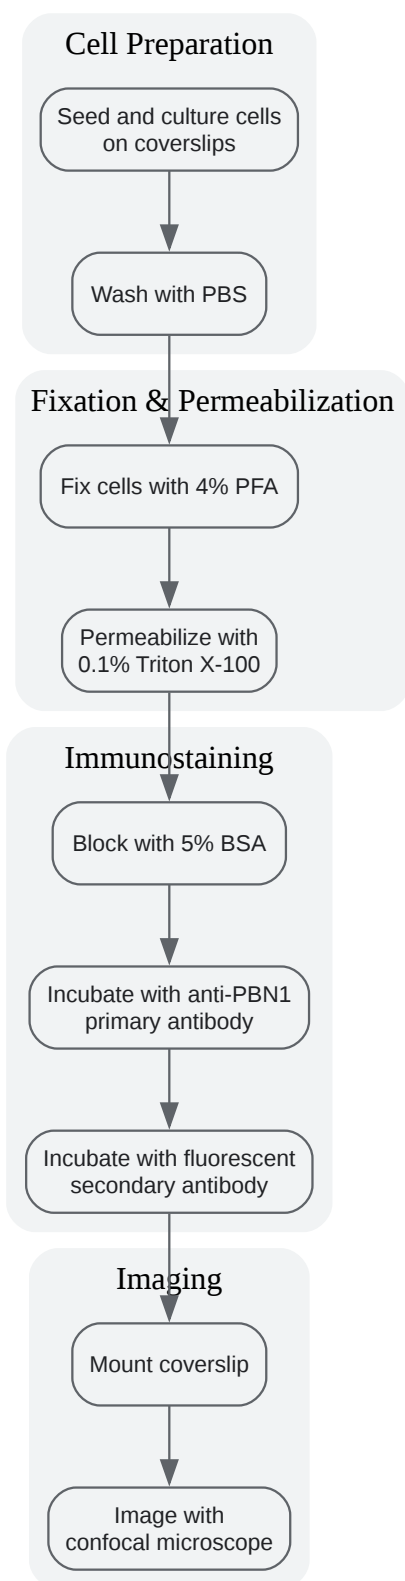 Cell Preparation
Seed and culture cells
on coverslips
Wash with PBS
Fixation & Permeabilization
Fix cells with 4% PFA
Permeabilize with
0.1% Triton X-100
Immunostaining
Block with 5% BSA
Incubate with anti-PBN1
primary antibody
Incubate with fluorescent
secondary antibody
Imaging
Mount coverslip
Image with
confocal microscope